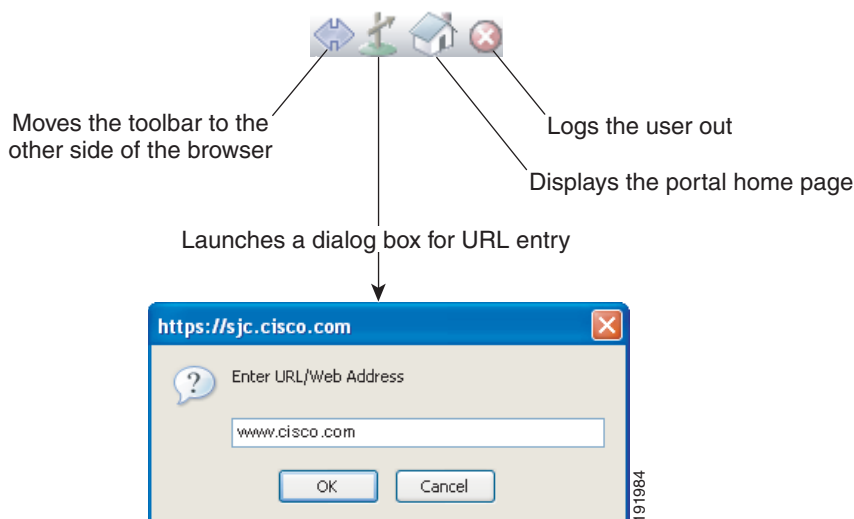 Moves the toolbar to the
other side of the browser
Logs the user out
Displays the portal home page
Launches a dialog box for URL entry
https://sjc.cisco.com
?
Enter URL/Web Address
www.cisco.com
OK
Cancel
191984